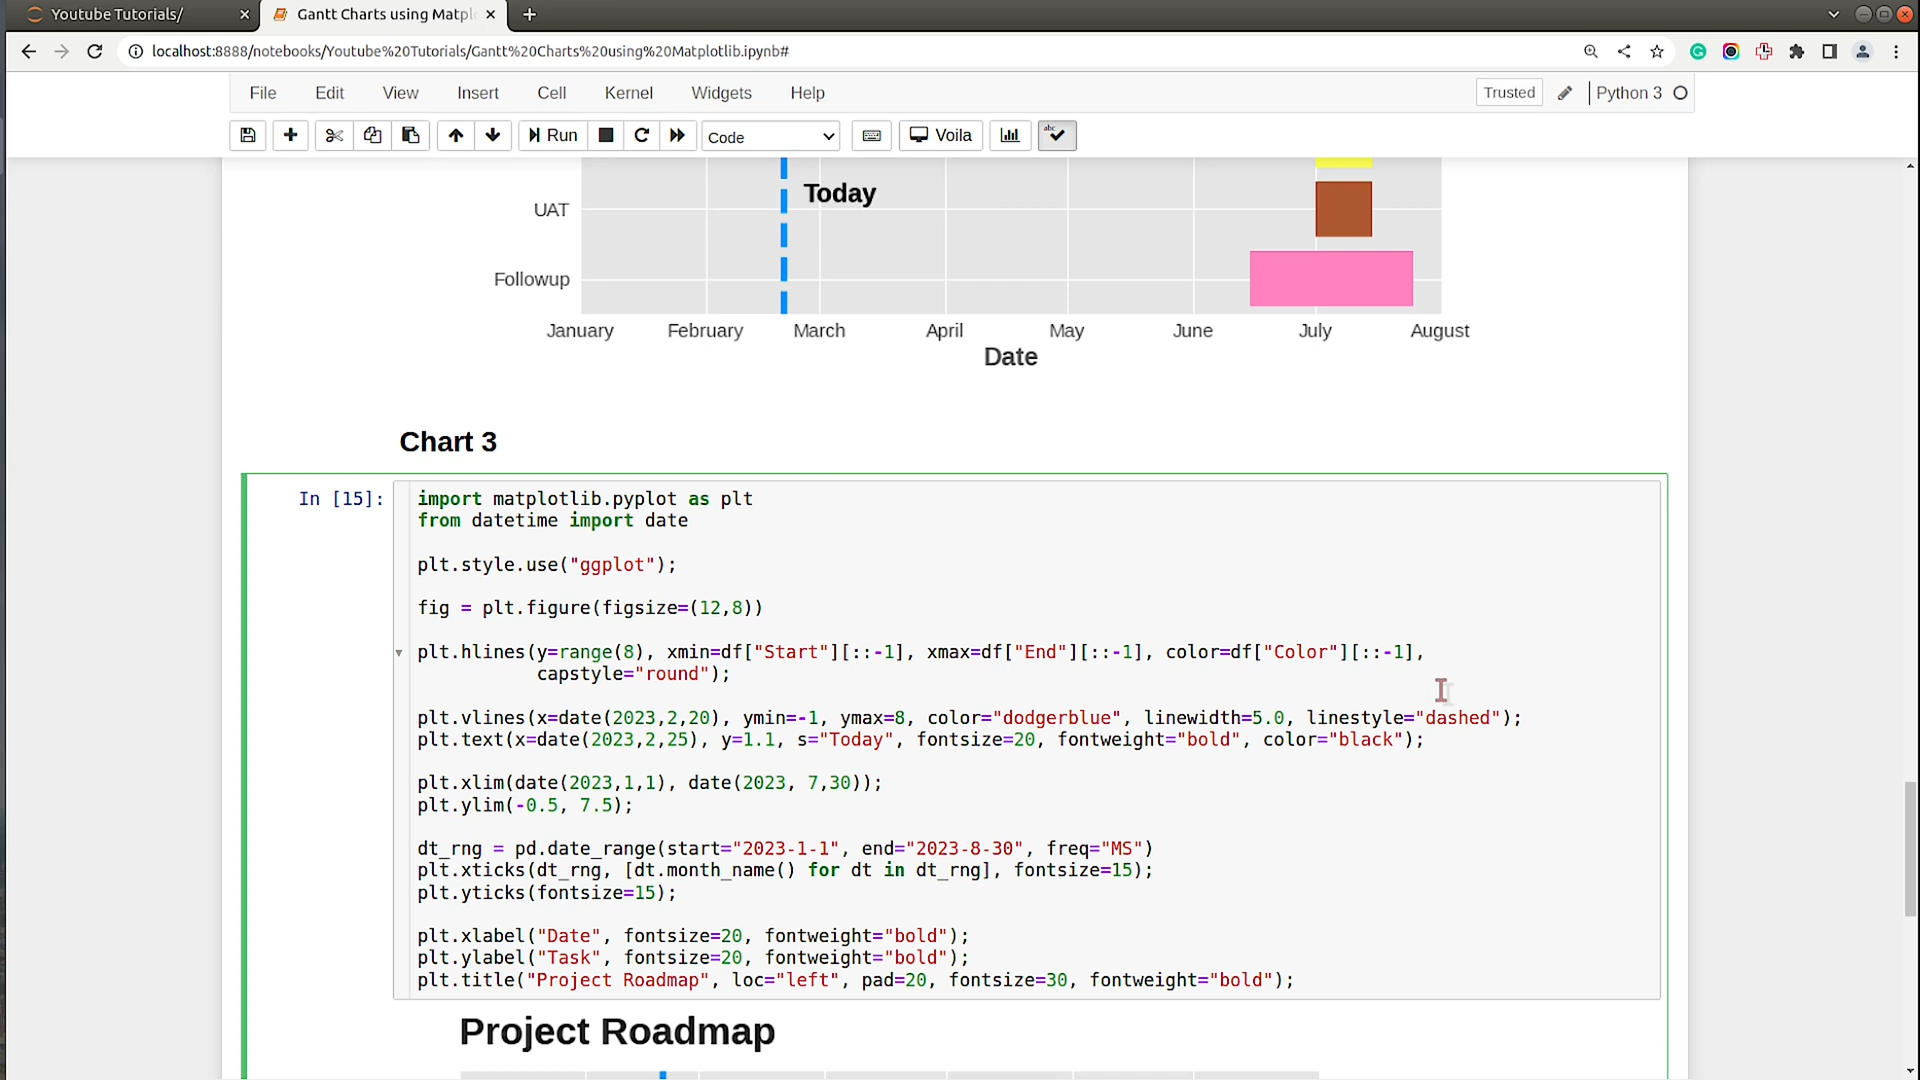 Youtube Tutorials/
Gantt Charts using Matpl
localhost:8888/notebooks/Youtube%20Tutorials/Gantt%20Charts%20using%20Matplotlib.ipynb#
File Edit View Insert Cell Kernel Widgets Help Trusted Python 3
Run Code Voila abc
Today
UAT
Followup
January February March April May June July August
Date
Chart 3
In [15]:
import matplotlib.pyplot as plt
from datetime import date
plt.style.use("ggplot");
fig = plt.figure(figsize=(12,8))
plt.hlines(y=range(8), xmin=df["Start"][::-1], xmax=df["End"][::-1], color=df["Color"][::-1],
capstyle="round");
plt.vlines(x=date(2023,2,20), ymin=-1, ymax=8, color="dodgerblue", linewidth=5.0, linestyle="dashed");
plt.text(x=date(2023,2,25), y=1.1, s="Today", fontsize=20, fontweight="bold", color="black");
plt.xlim(date(2023,1,1), date(2023, 7,30));
plt.ylim(-0.5, 7.5);
dt_rng = pd.date_range(start="2023-1-1", end="2023-8-30", freq="MS")
plt.xticks(dt_rng, [dt.month_name() for dt in dt_rng], fontsize=15);
plt.yticks(fontsize=15);
plt.xlabel("Date", fontsize=20, fontweight="bold");
plt.ylabel("Task", fontsize=20, fontweight="bold");
plt.title("Project Roadmap", loc="left", pad=20, fontsize=30, fontweight="bold");
Project Roadmap